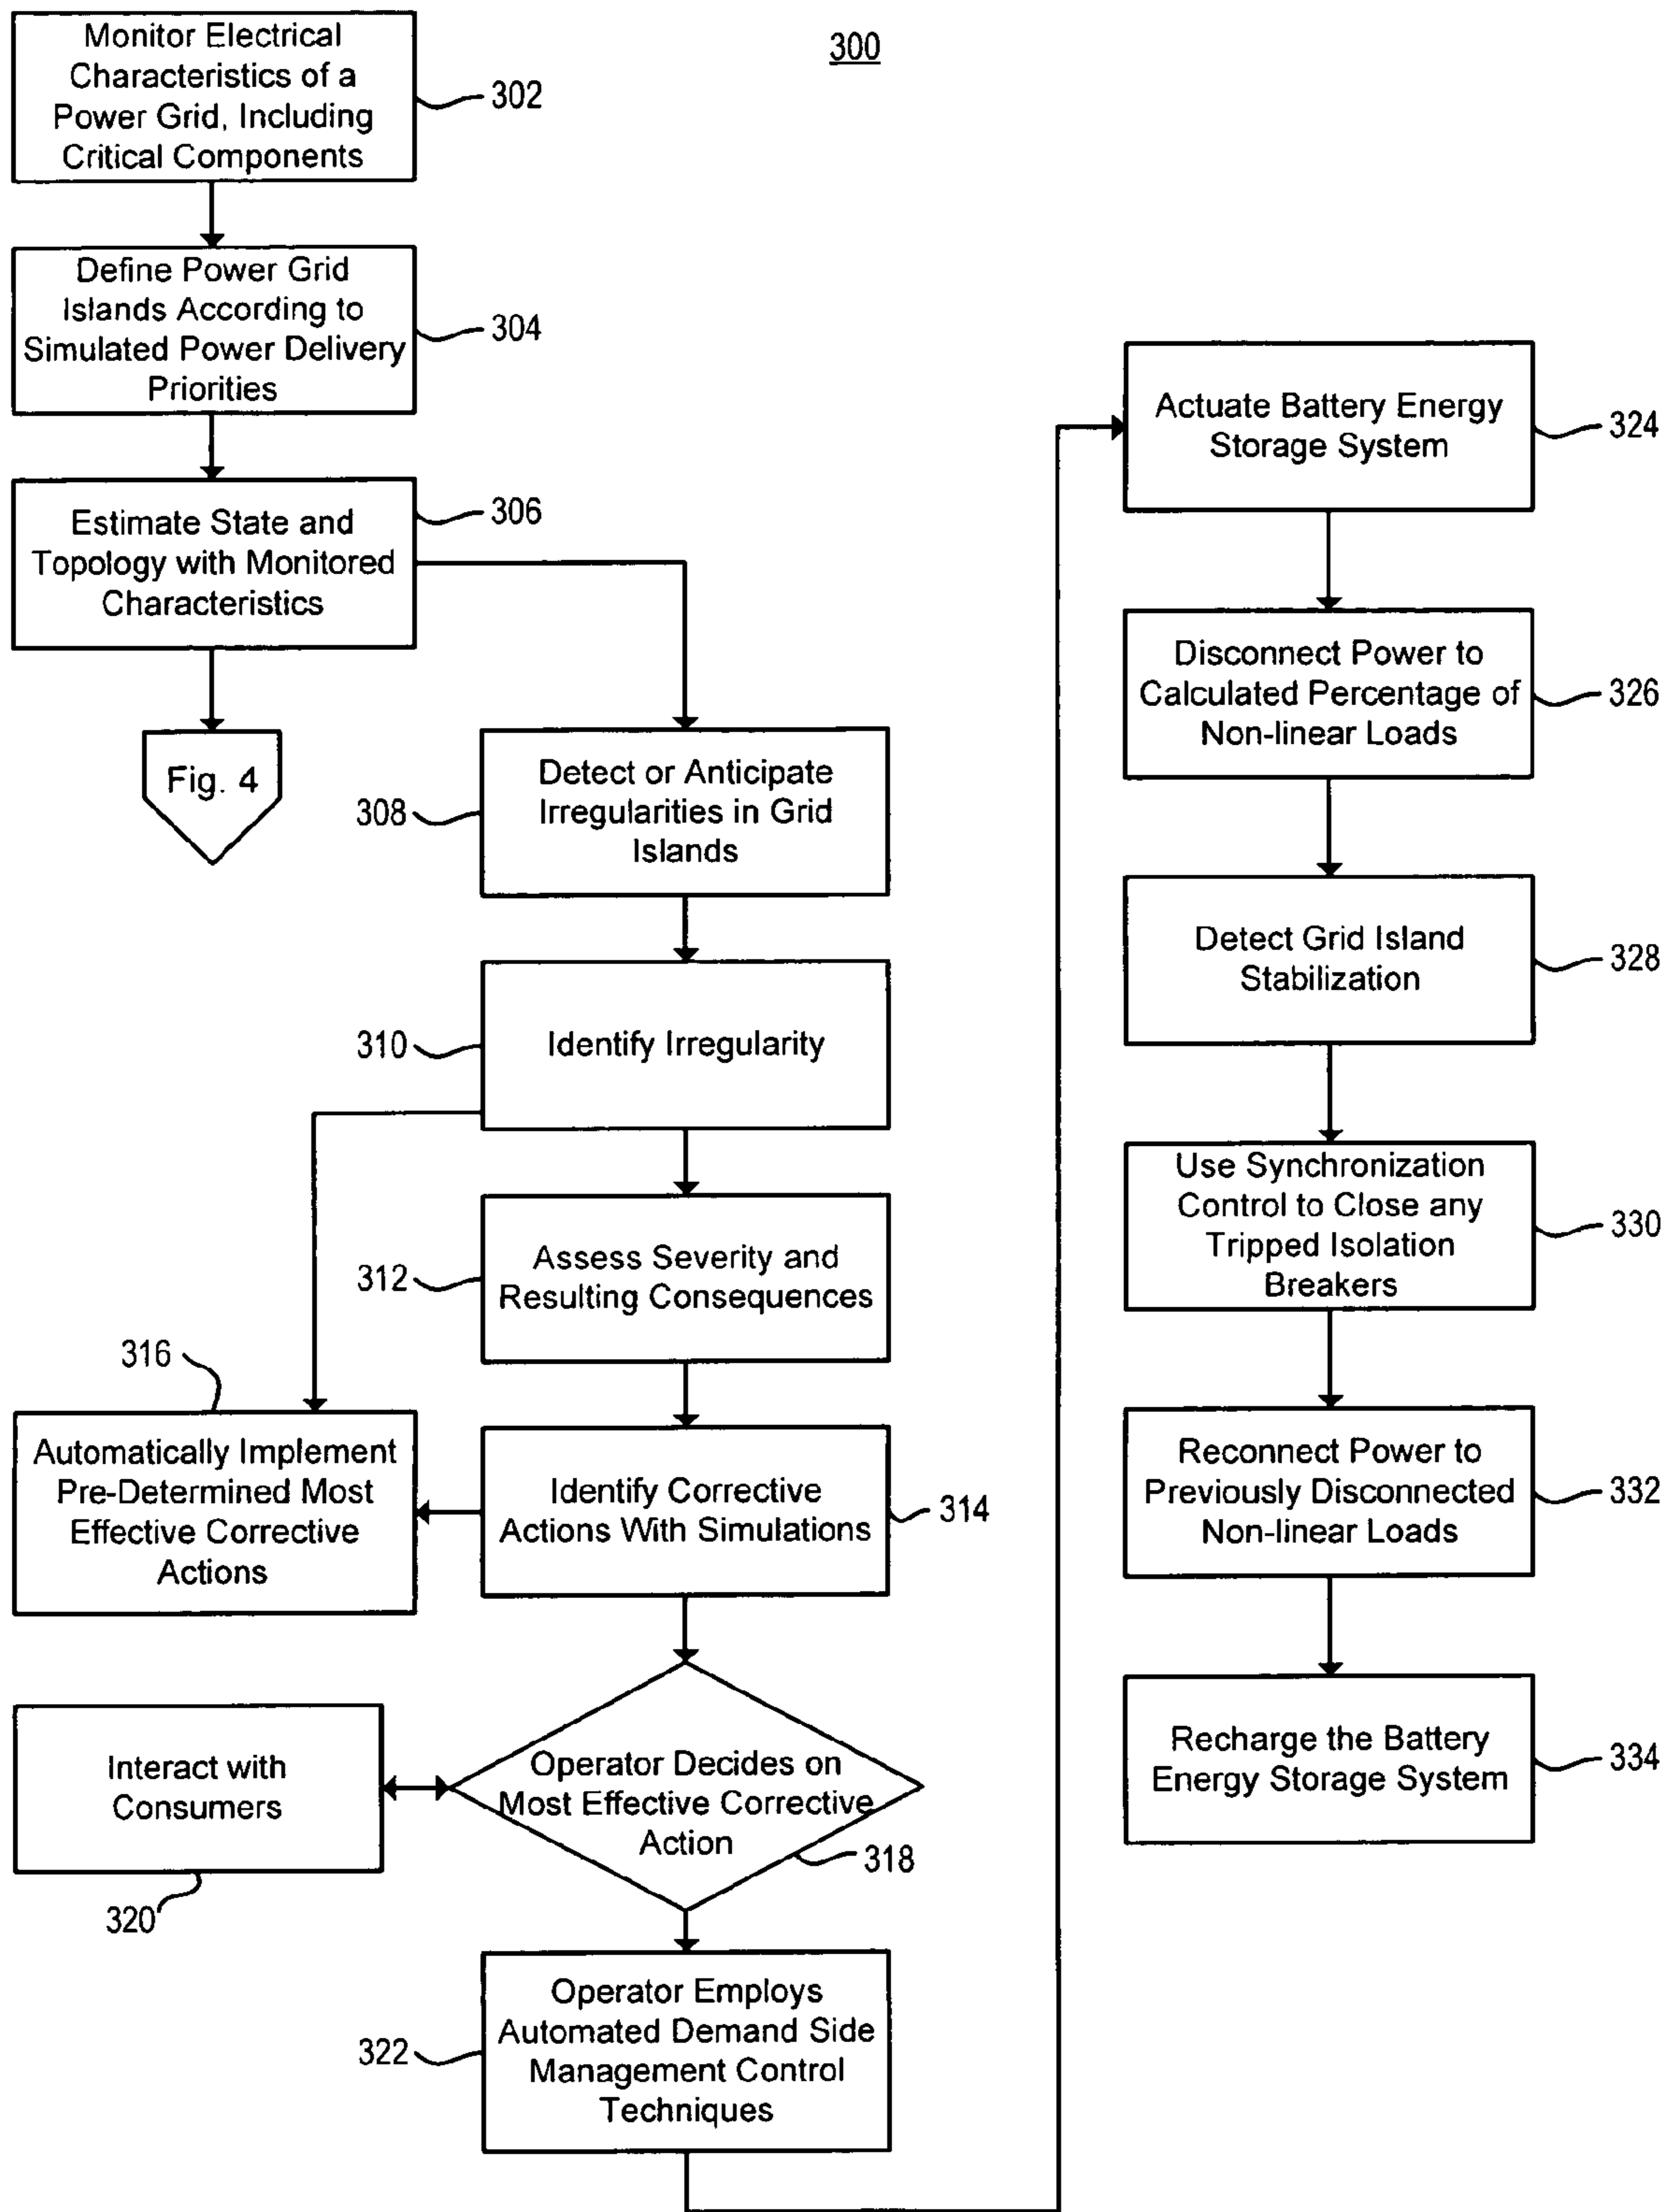 300
Monitor Electrical
Characteristics of a
Power Grid, Including
Critical Components
302
Define Power Grid
Islands According to
Simulated Power Delivery
Priorities
304
Estimate State and
Topology with Monitored
Characteristics
306
Fig. 4
Detect or Anticipate
Irregularities in Grid
Islands
308
Identify Irregularity
310
Assess Severity and
Resulting Consequences
312
Identify Corrective
Actions With Simulations
314
316
Automatically Implement
Pre-Determined Most
Effective Corrective
Actions
Operator Decides on
Most Effective Corrective
Action
318
Interact with
Consumers
320
Operator Employs
Automated Demand Side
Management Control
Techniques
322
Actuate Battery Energy
Storage System
324
Disconnect Power to
Calculated Percentage of
Non-linear Loads
326
Detect Grid Island
Stabilization
328
Use Synchronization
Control to Close any
Tripped Isolation
Breakers
330
Reconnect Power to
Previously Disconnected
Non-linear Loads
332
Recharge the Battery
Energy Storage System
334